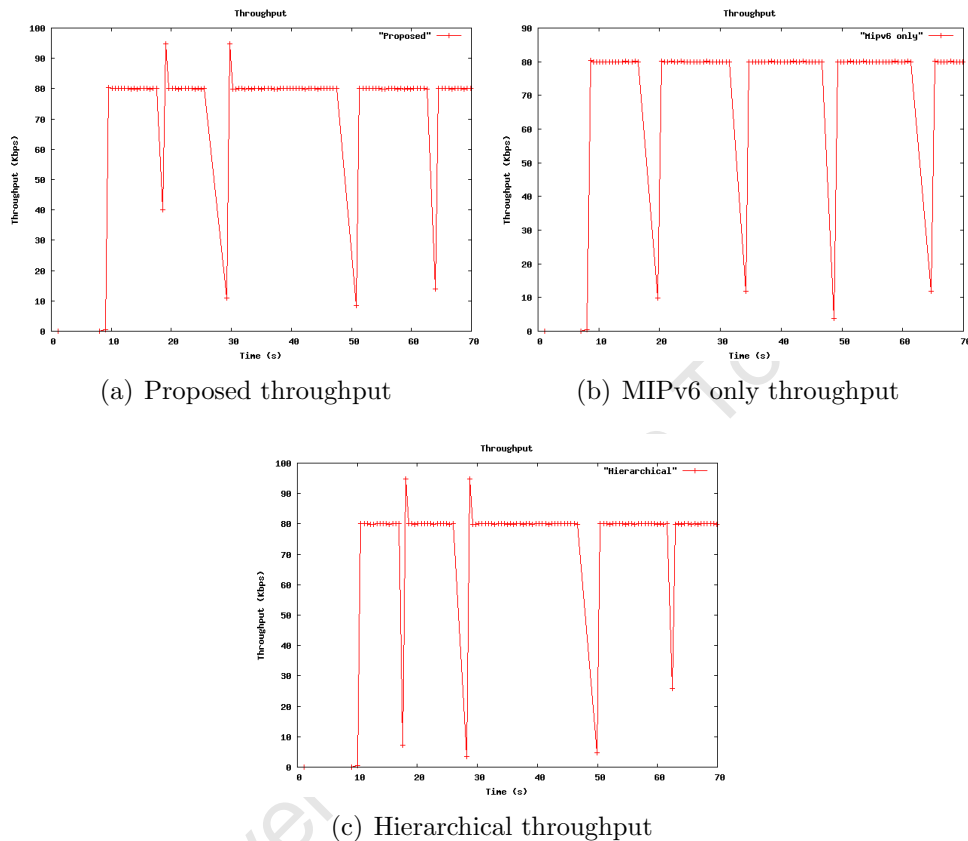 Throughput
"Proposed"
100
90
80
70
60
50
40
30
20
10
0
Throughput (Kbps)
0 10 20 30 40 50 60 70
Time (s)
(a) Proposed throughput
Throughput
"Mipv6 only"
90
80
70
60
50
40
30
20
10
0
Throughput (Kbps)
0 10 20 30 40 50 60 70
Time (s)
(b) MIPv6 only throughput
Throughput
"Hierarchical"
100
90
80
70
60
50
40
30
20
10
0
Throughput (Kbps)
0 10 20 30 40 50 60 70
Time (s)
(c) Hierarchical throughput